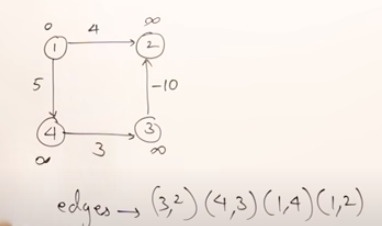 0 4 ∞
1 2
5 -10
4 3
∞ 3 ∞
edges → (3,2) (4,3) (1,4) (1,2)